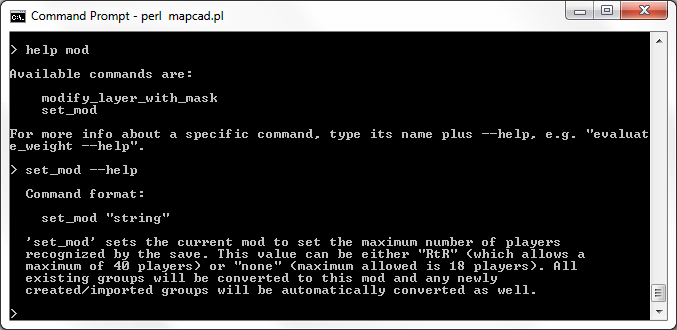 Command Prompt - perl  mapcad.pl
> help mod
Available commands are:
modify_layer_with_mask
set_mod
For more info about a specific command, type its name plus --help, e.g. "evaluat
e_weight --help".
> set_mod --help
Command format:
set_mod "string"
'set_mod' sets the current mod to set the maximum number of players
recognized by the save. This value can be either "RtR" (which allows a
maximum of 40 players) or "none" (maximum allowed is 18 players). All
existing groups will be converted to this mod and any newly
created/imported groups will be automatically converted as well.
>